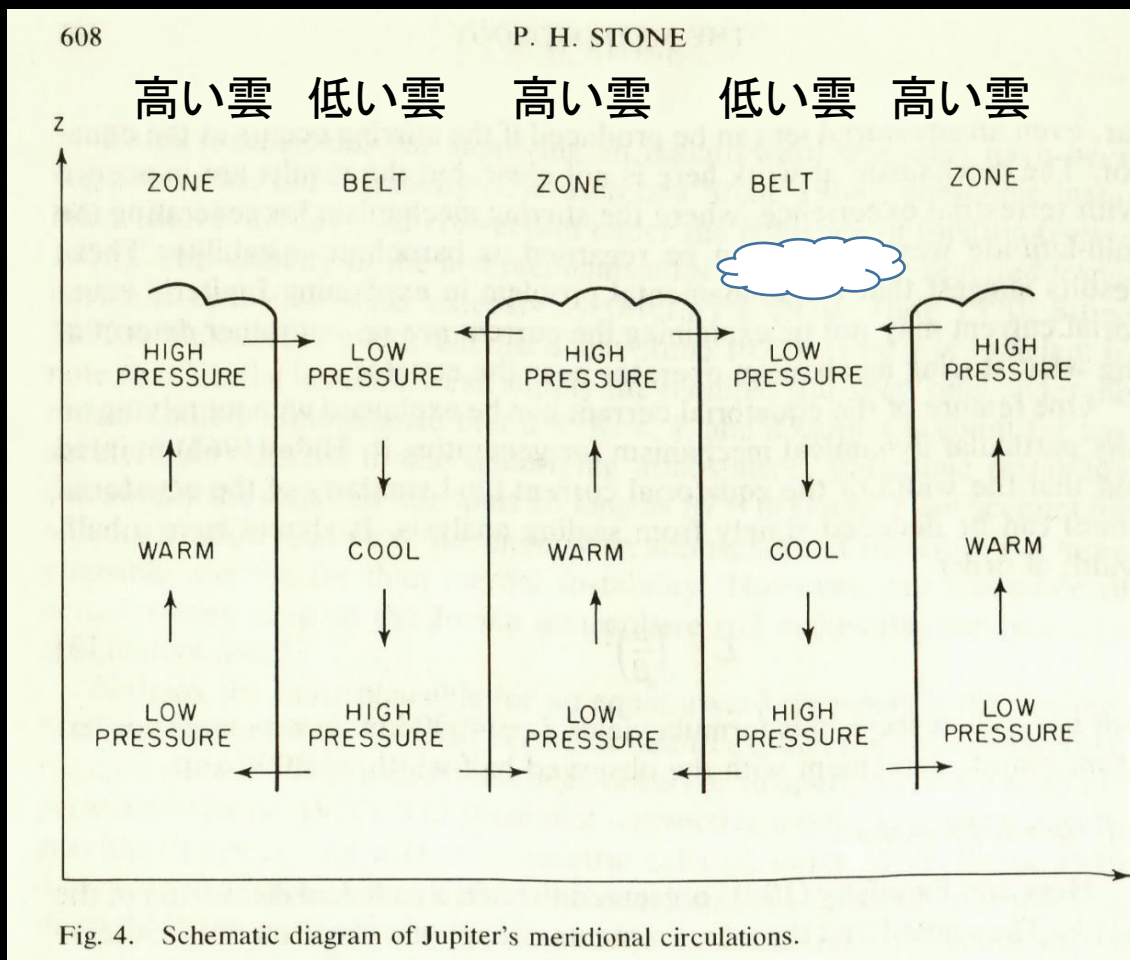 608 P. H. STONE
高い雲 低い雲 高い雲 低い雲 高い雲
Z
ZONE BELT ZONE BELT ZONE
HIGH PRESSURE
LOW PRESSURE
HIGH PRESSURE
LOW PRESSURE
HIGH PRESSURE
WARM COOL WARM COOL WARM
LOW PRESSURE
HIGH PRESSURE
LOW PRESSURE
HIGH PRESSURE
LOW PRESSURE
Fig. 4. Schematic diagram of Jupiter's meridional circulations.